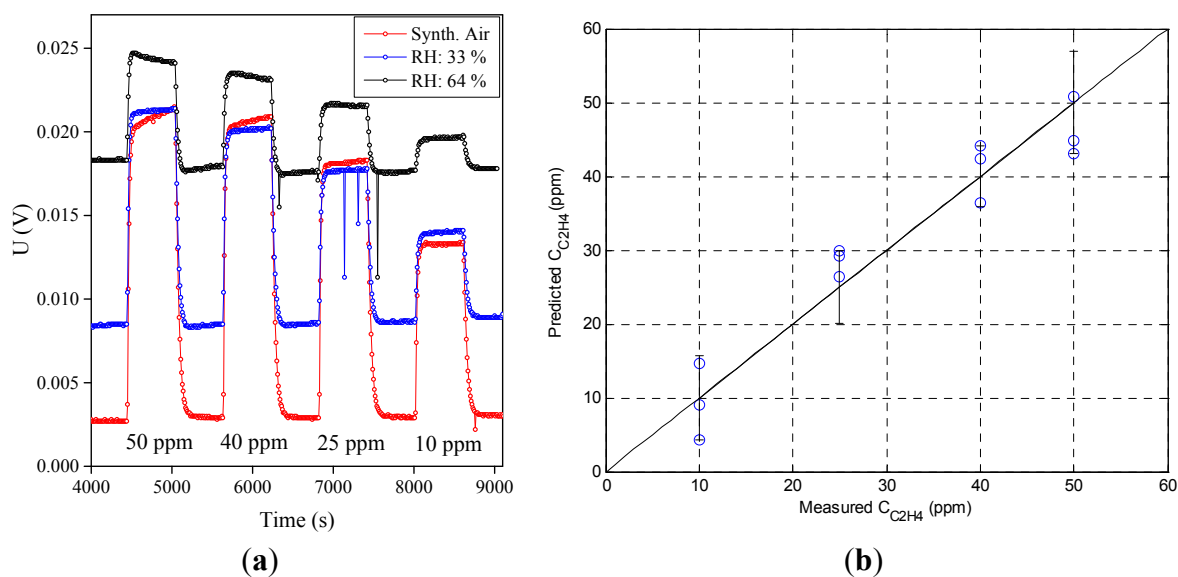 Synth. Air
RH: 33 %
RH: 64 %
U (V)
0.025
0.020
0.015
0.010
0.005
0.000
50 ppm
40 ppm
25 ppm
10 ppm
4000 5000 6000 7000 8000 9000
Time (s)
(a)
Predicted C_C2H4 (ppm)
60
50
40
30
20
10
0
0 10 20 30 40 50 60
Measured C_C2H4 (ppm)
(b)